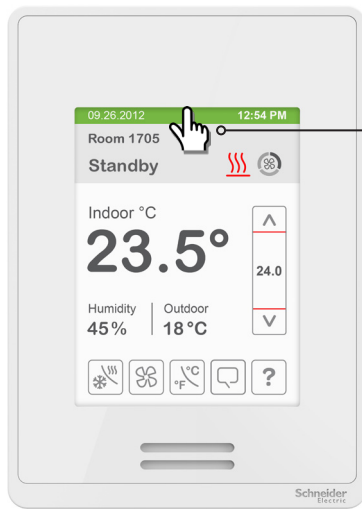 09.26.2012 12:54 PM
Room 1705
Standby
Indoor °C
23.5°
24.0
Humidity Outdoor
45% 18°C
°F °C
?
Schneider
Electric